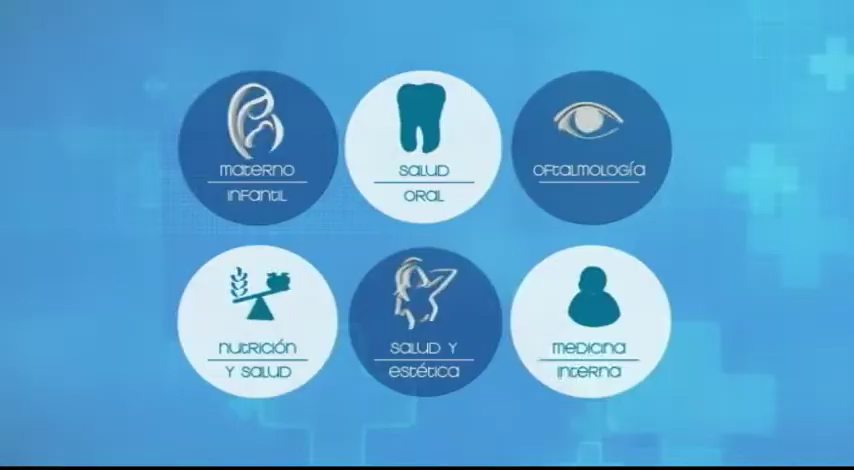 materno
infantil
SALUD
ORAL
oftalmología
nutrición
Y SALUD
SALUD Y
estética
medicina
interna